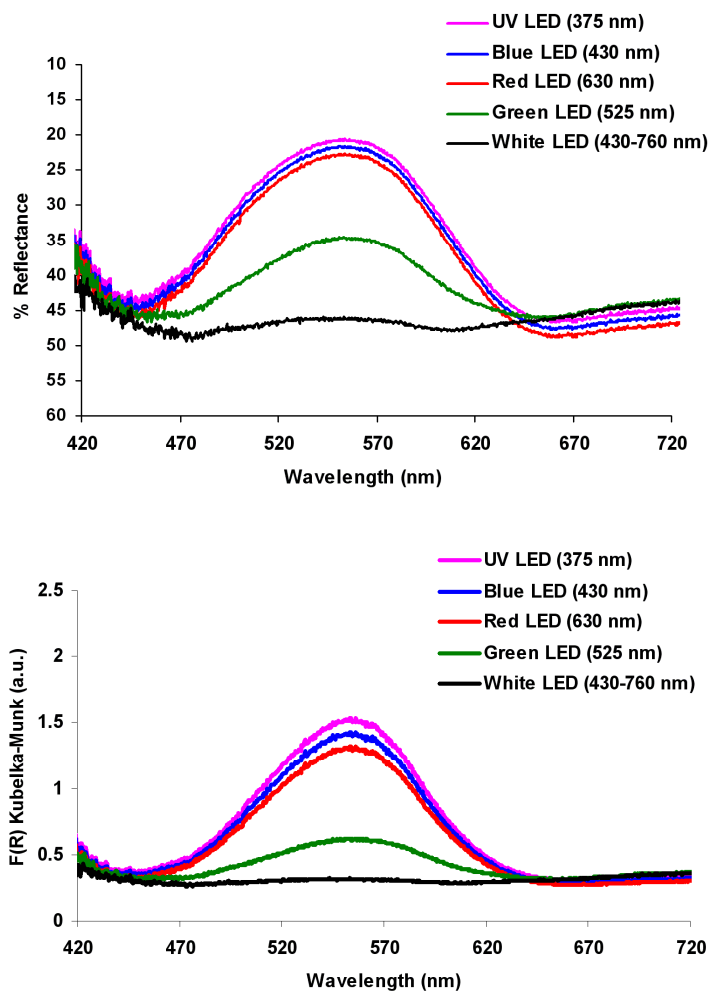 UV LED (375 nm)
Blue LED (430 nm)
Red LED (630 nm)
Green LED (525 nm)
White LED (430-760 nm)
% Reflectance
10
15
20
25
30
35
40
45
50
55
60
420 470 520 570 620 670 720
Wavelength (nm)
UV LED (375 nm)
Blue LED (430 nm)
Red LED (630 nm)
Green LED (525 nm)
White LED (430-760 nm)
F(R) Kubelka-Munk (a.u.)
2.5
2
1.5
1
0.5
0
420 470 520 570 620 670 720
Wavelength (nm)